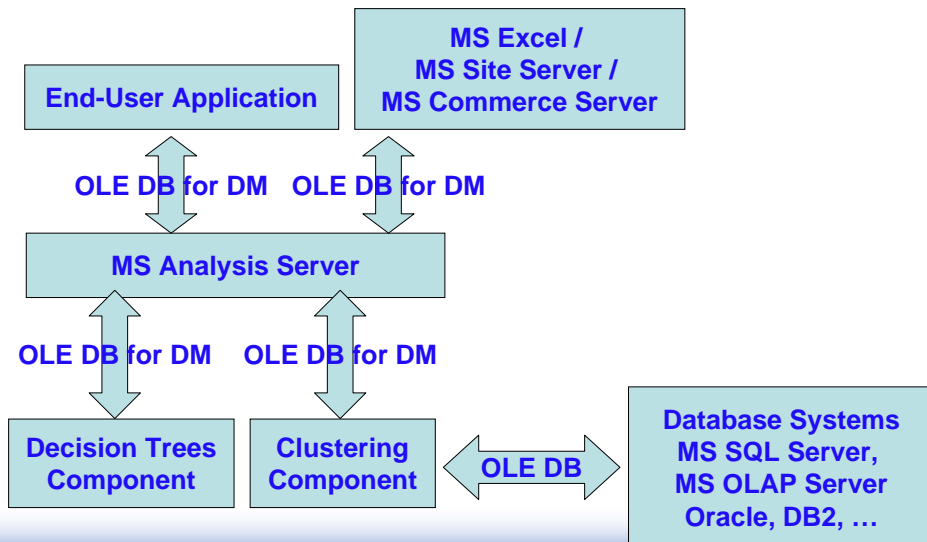 MS Excel /
MS Site Server /
MS Commerce Server
End-User Application
OLE DB for DM
OLE DB for DM
MS Analysis Server
OLE DB for DM
OLE DB for DM
Decision Trees
Component
Clustering
Component
OLE DB
Database Systems
MS SQL Server,
MS OLAP Server
Oracle, DB2, …